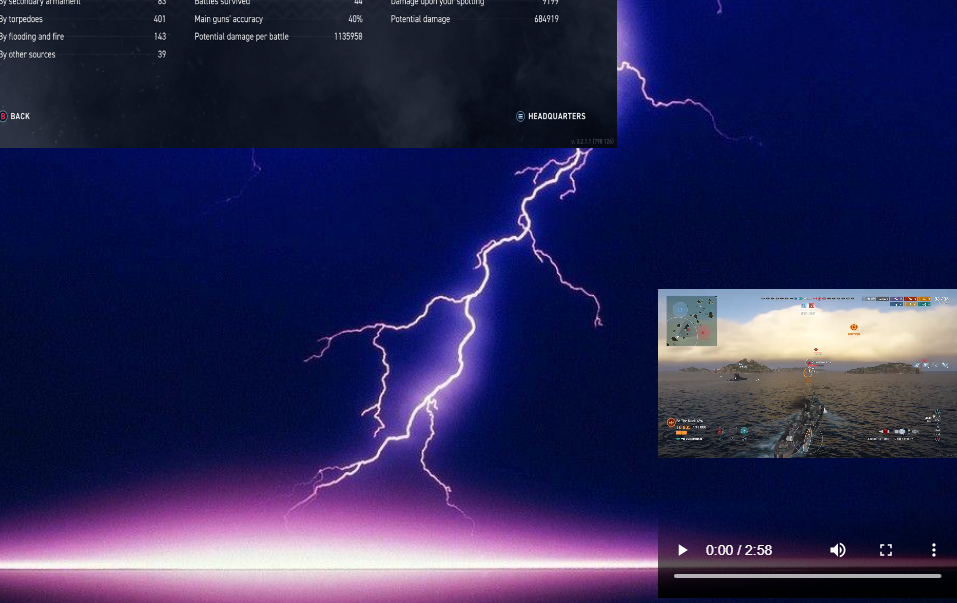 By secondary armament 83
Battles survived 44
Damage upon your spotting 9199
By torpedoes 401
Main guns' accuracy 40%
Potential damage 684919
By flooding and fire 143
Potential damage per battle 1135958
By other sources 39
B BACK
HEADQUARTERS
0:00 / 2:58